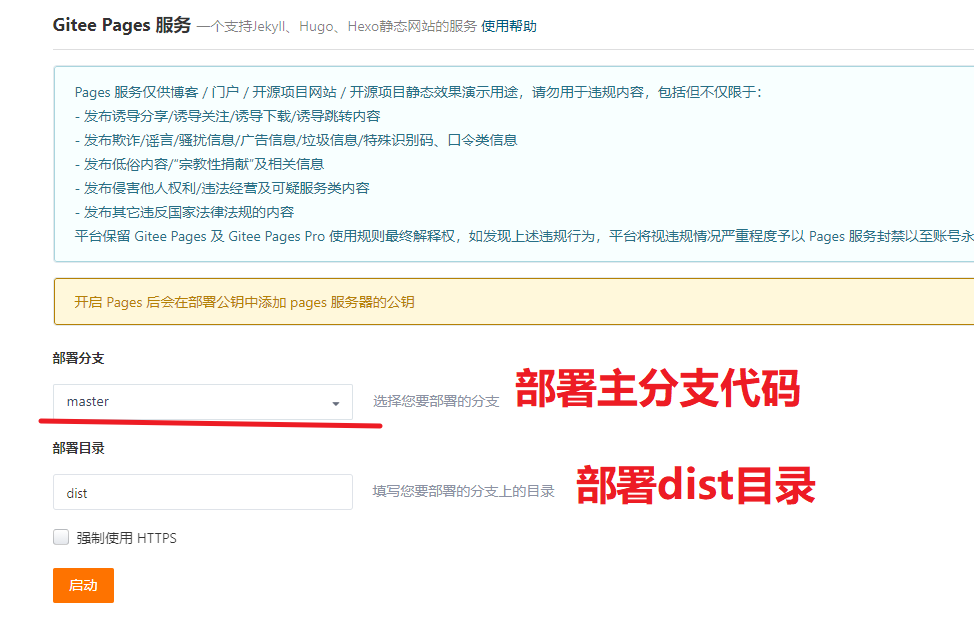 Gitee Pages 服务 一个支持Jekyll、Hugo、Hexo静态网站的服务 使用帮助
Pages 服务仅供博客 / 门户 / 开源项目网站 / 开源项目静态效果演示用途，请勿用于违规内容，包括但不仅限于：
- 发布诱导分享/诱导关注/诱导下载/诱导跳转内容
- 发布欺诈/谣言/骚扰信息/广告信息/垃圾信息/特殊识别码、口令类信息
- 发布低俗内容/“宗教性捐献”及相关信息
- 发布侵害他人权利/违法经营及可疑服务类内容
- 发布其它违反国家法律法规的内容
平台保留 Gitee Pages 及 Gitee Pages Pro 使用规则最终解释权，如发现上述违规行为，平台将视违规情况严重程度予以 Pages 服务封禁以至账号永
开启 Pages 后会在部署公钥中添加 pages 服务器的公钥
部署分支
master 选择您要部署的分支 部署主分支代码
部署目录
dist 填写您要部署的分支上的目录 部署dist目录
强制使用 HTTPS
启动